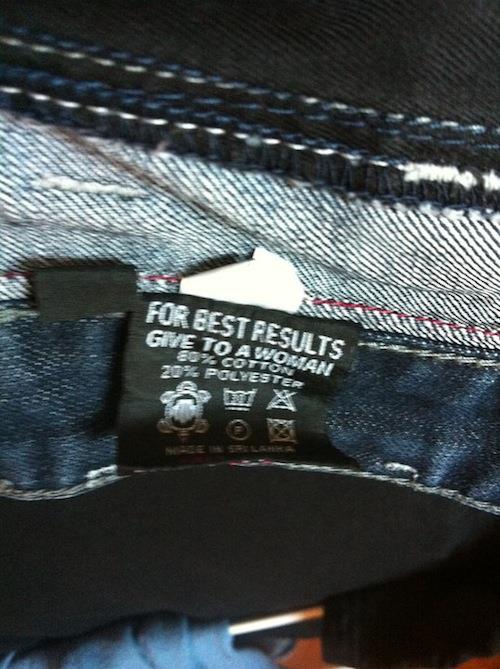 FOR BEST RESULTS
GIVE TO A WOMAN
80% COTTON
20% POLYESTER
MADE IN SRI LANKA